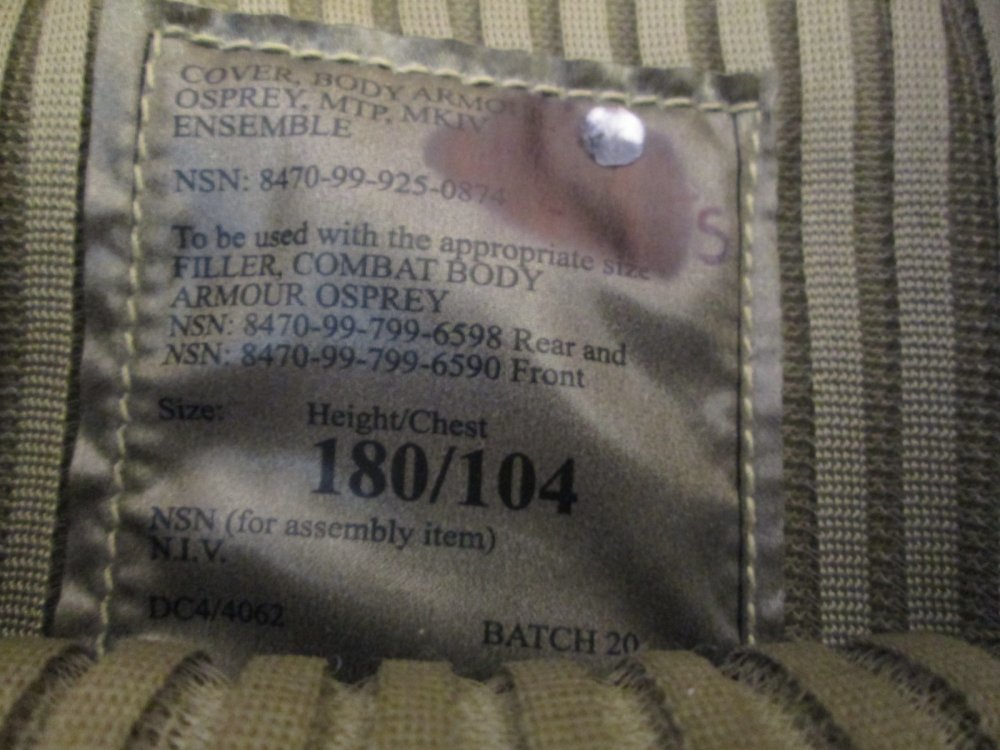 COVER, BODY ARMO
OSPREY, MTP, MKIV
ENSEMBLE
NSN: 8470-99-925-0874
S
To be used with the appropriate size
FILLER, COMBAT BODY
ARMOUR OSPREY
NSN: 8470-99-799-6598 Rear and
NSN: 8470-99-799-6590 Front
Size: Height/Chest
180/104
NSN (for assembly item)
N.I.V.
DC4/4062
BATCH 20